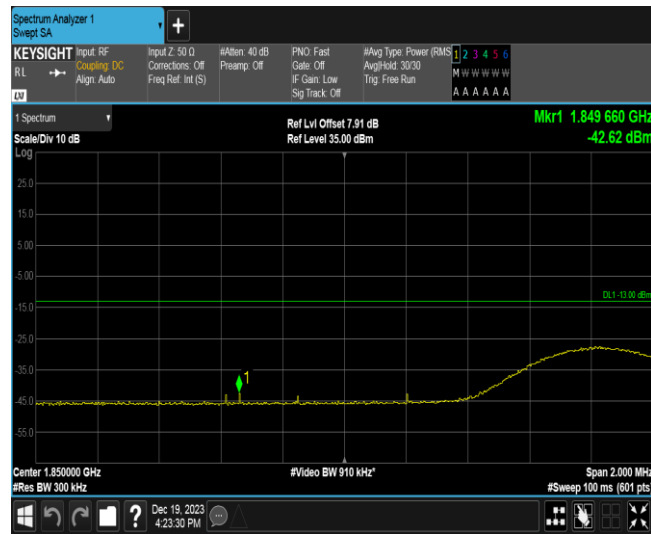 Spectrum Analyzer 1
Swept SA
+
KEYSIGHT
RL
LXI
Input: RF
Coupling: DC
Align: Auto
Input Z: 50 Ω
Corrections: Off
Freq Ref: Int (S)
#Atten: 40 dB
Preamp: Off
PNO: Fast
Gate: Off
IF Gain: Low
Sig Track: Off
#Avg Type: Power (RMS
Avg|Hold: 30/30
Trig: Free Run
1 2 3 4 5 6
M W W W W W
A A A A A A
1 Spectrum
Scale/Div 10 dB
Log
Ref Lvl Offset 7.91 dB
Ref Level 35.00 dBm
Mkr1 1.849 660 GHz
-42.62 dBm
25.0
15.0
5.00
-5.00
DL1 -13.00 dBm
-15.0
-25.0
-35.0
1
-45.0
-55.0
Center 1.850000 GHz
#Res BW 300 kHz
#Video BW 910 kHz*
Span 2.000 MHz
#Sweep 100 ms (601 pts)
?
Dec 19, 2023
4:23:30 PM